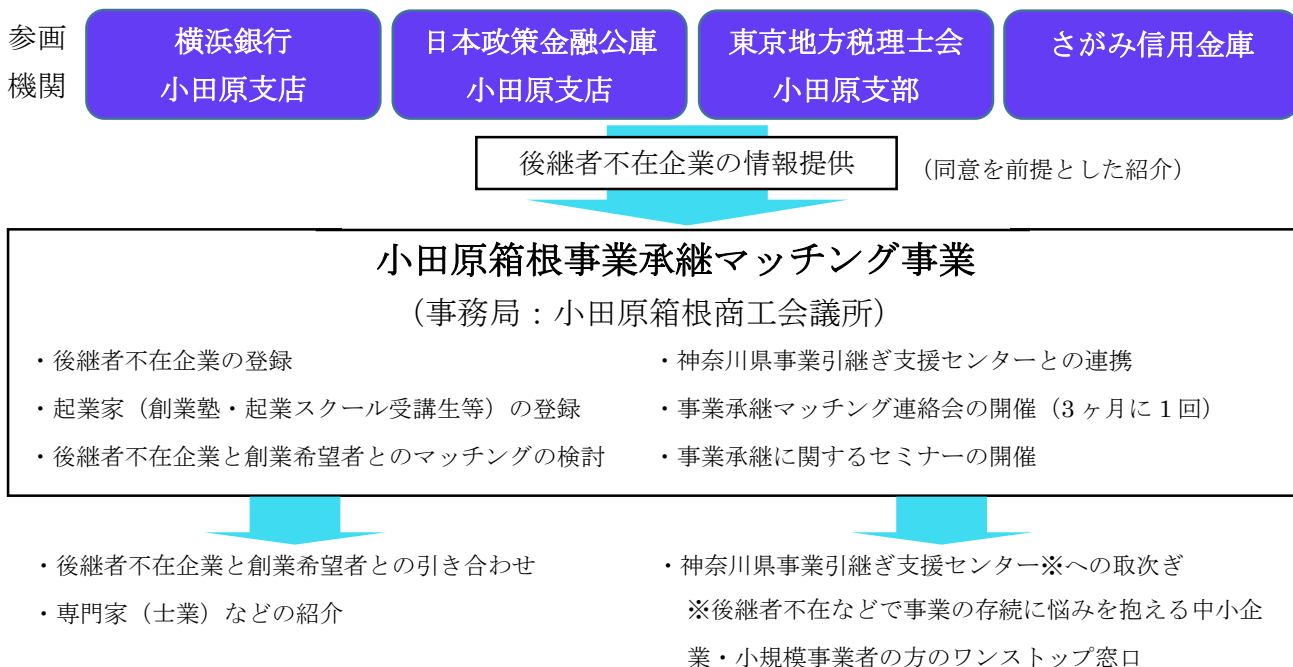 参画
機関
横浜銀行
小田原支店
日本政策金融公庫
小田原支店
東京地方税理士会
小田原支部
さがみ信用金庫
後継者不在企業の情報提供
(同意を前提とした紹介)
小田原箱根事業承継マッチング事業
(事務局:小田原箱根商工会議所)
・後継者不在企業の登録
・起業家(創業塾・起業スクール受講生等)の登録
・後継者不在企業と創業希望者とのマッチングの検討
・神奈川県事業引継ぎ支援センターとの連携
・事業承継マッチング連絡会の開催(3ヶ月に1回)
・事業承継に関するセミナーの開催
・後継者不在企業と創業希望者との引き合わせ
・専門家(士業)などの紹介
・神奈川県事業引継ぎ支援センター※への取次ぎ
※後継者不在などで事業の存続に悩みを抱える中小企
業・小規模事業者の方のワンストップ窓口